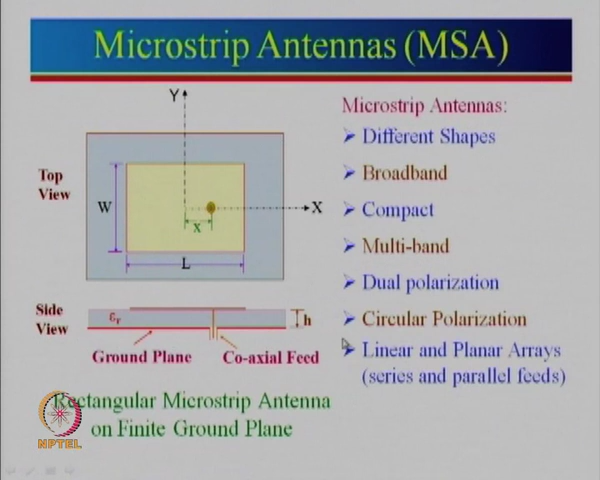 Microstrip Antennas (MSA)
Y
Top
View
W
X
x
L
Side
View
εr
h
Ground Plane
Co-axial Feed
Rectangular Microstrip Antenna
on Finite Ground Plane
NPTEL
Microstrip Antennas:
Different Shapes
Broadband
Compact
Multi-band
Dual polarization
Circular Polarization
Linear and Planar Arrays
(series and parallel feeds)